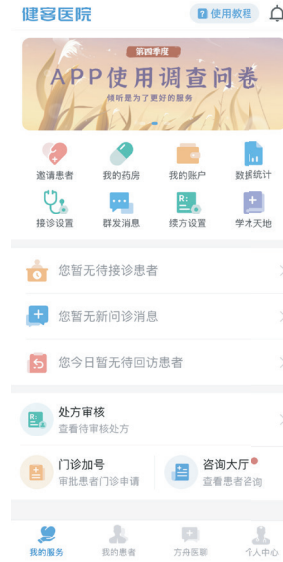 健客医院
使用教程
第四季度
APP使用调查问卷
倾听是为了更好的服务
邀请患者 我的药房 我的账户 数据统计
接诊设置 群发消息 续方设置 学术天地
您暂无待接诊患者
您暂无新问诊消息
您今日暂无待回访患者
处方审核
查看待审核处方
门诊加号 咨询大厅
审批患者门诊申请 查看患者咨询
我的服务 我的患者 方舟医聊 个人中心